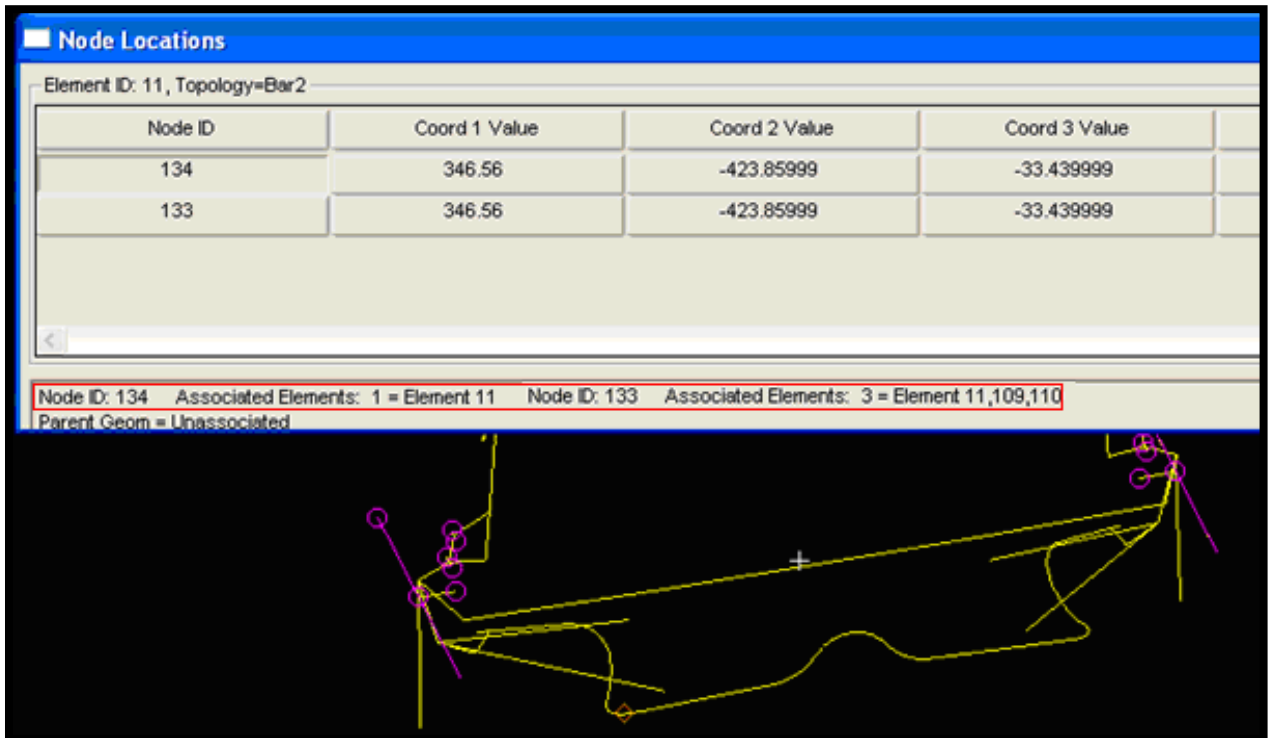 Node Locations
Element ID: 11, Topology=Bar2
Node ID Coord 1 Value Coord 2 Value Coord 3 Value
134 346.56 -423.85999 -33.439999
133 346.56 -423.85999 -33.439999
Node ID: 134 Associated Elements: 1 = Element 11 Node ID: 133 Associated Elements: 3 = Element 11,109,110
Parent Geom = Unassociated